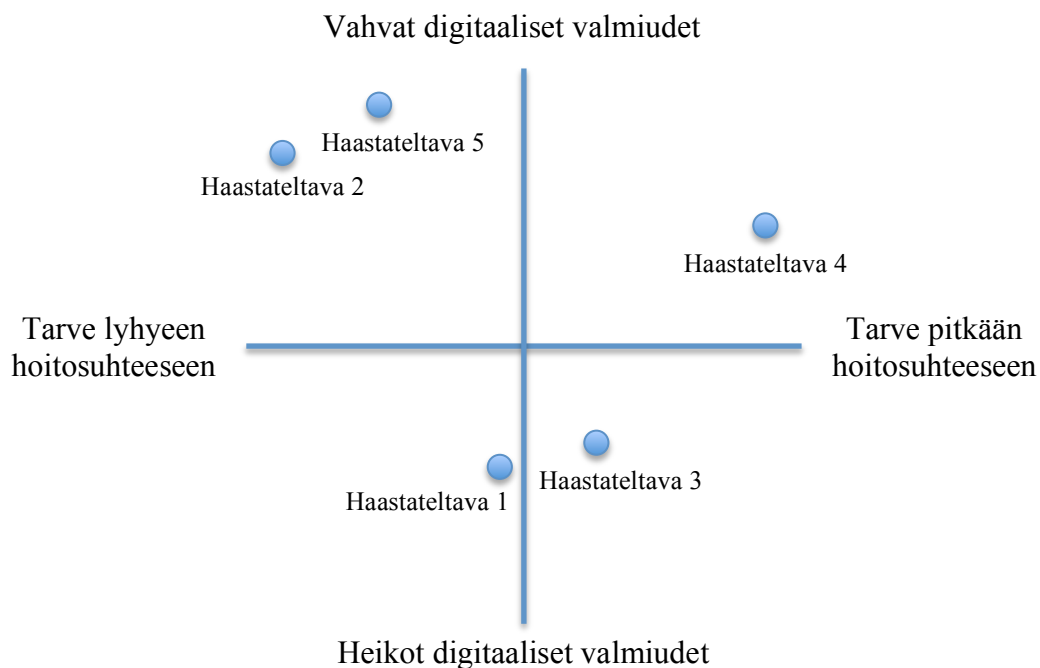 Vahvat digitaaliset valmiudet
Haastateltava 5
Haastateltava 2
Haastateltava 4
Tarve lyhyeen
hoitosuhteeseen
Tarve pitkään
hoitosuhteeseen
Haastateltava 3
Haastateltava 1
Heikot digitaaliset valmiudet